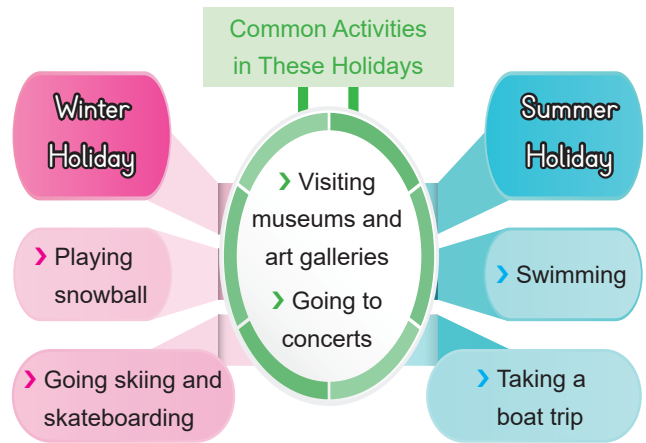 Common Activities
in These Holidays
Winter
Holiday
Summer
Holiday
❯ Visiting
museums and
art galleries
❯ Going to
concerts
❯ Playing
snowball
❯ Going skiing and
skateboarding
❯ Swimming
❯ Taking a
boat trip